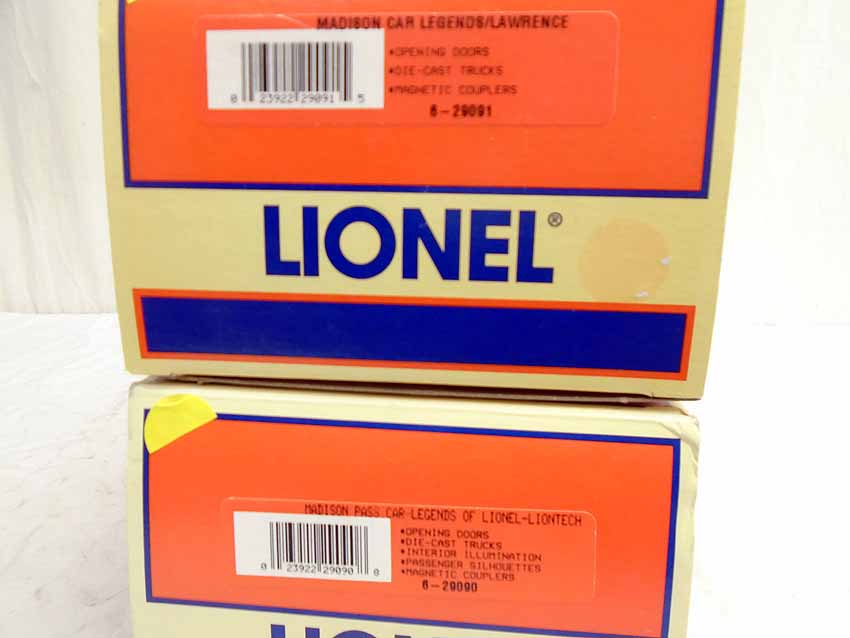 MADISON CAR LEGENDS/LAWRENCE
*OPENING DOORS
*DIE-CAST TRUCKS
*MAGNETIC COUPLERS
6-29091
0 23922 29091 5
LIONEL®
MADISON PASS.CAR-LEGENDS OF LIONEL-LIONTECH
*OPENING DOORS
*DIE-CAST TRUCKS
*INTERIOR ILLUMINATION
*PASSENGER SILHOUETTES
*MAGNETIC COUPLERS
6-29090
0 23922 29090 8